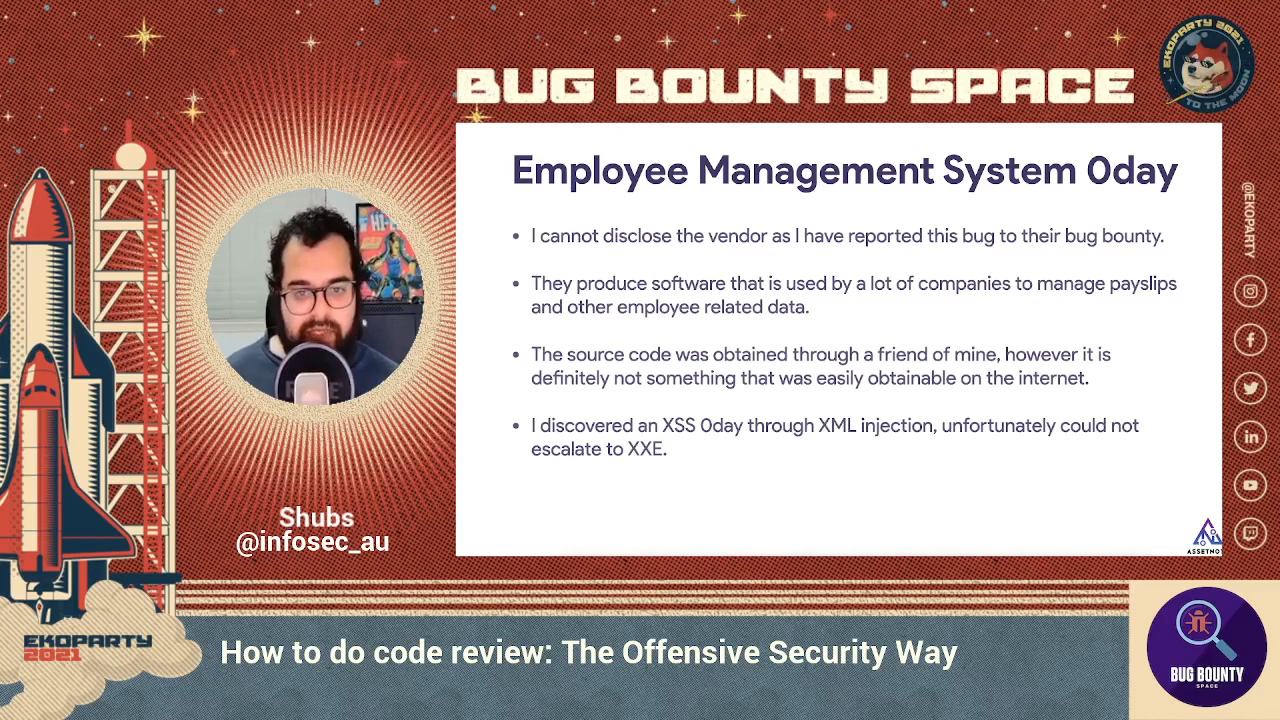 BUG BOUNTY SPACE
EKOPARTY 2021
TO THE MOON
Employee Management System 0day
• I cannot disclose the vendor as I have reported this bug to their bug bounty.
• They produce software that is used by a lot of companies to manage payslips
and other employee related data.
• The source code was obtained through a friend of mine, however it is
definitely not something that was easily obtainable on the internet.
• I discovered an XSS 0day through XML injection, unfortunately could not
escalate to XXE.
ASSETNOT
@EKOPARTY
Shubs
@infosec_au
EKOPARTY
2021
How to do code review: The Offensive Security Way
BUG BOUNTY
SPACE